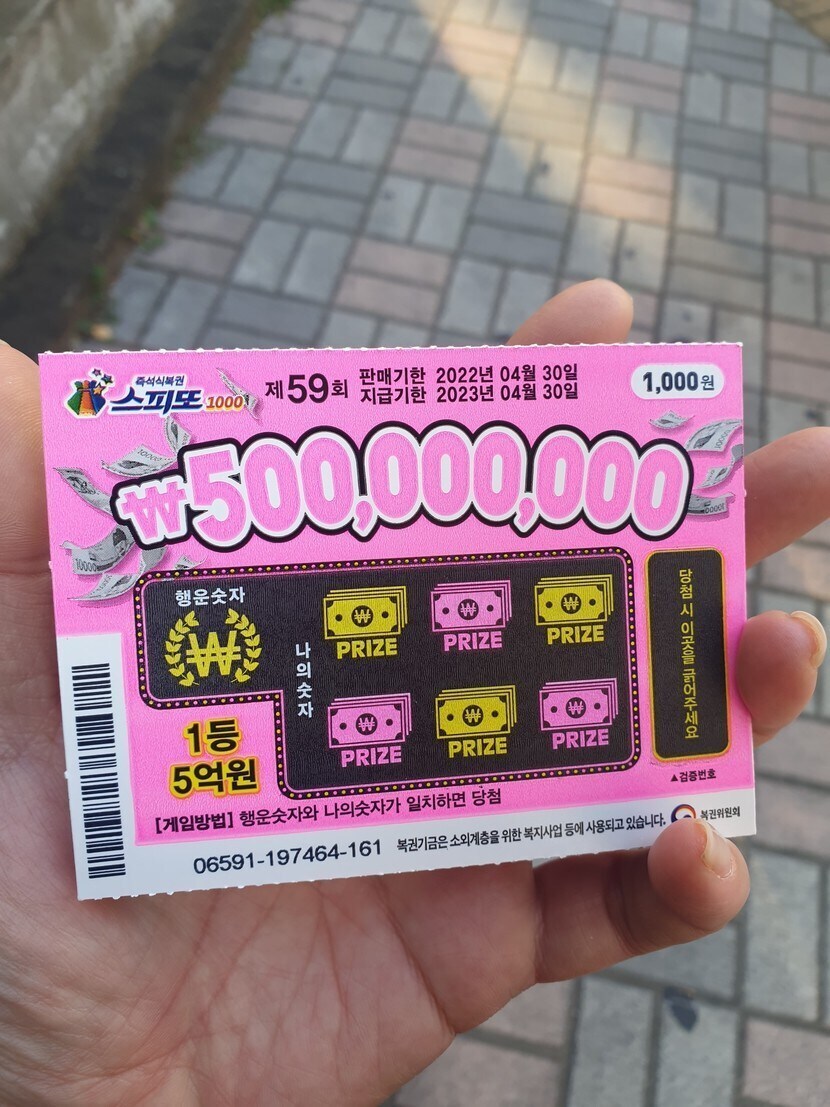 즉석식복권
스피또1000
제59회
판매기한 2022년 04월 30일
지급기한 2023년 04월 30일
1,000원
₩500,000,000
행운숫자
₩
나의숫자
PRIZE
PRIZE
PRIZE
PRIZE
PRIZE
PRIZE
당첨시 이곳을 긁어주세요
▲검증번호
1등
5억원
[게임방법] 행운숫자와 나의숫자가 일치하면 당첨
06591-197464-161
복권기금은 소외계층을 위한 복지사업 등에 사용되고 있습니다.
복권위원회